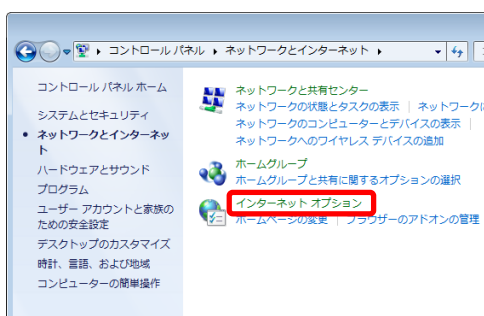 コントロール パネル ▸ ネットワークとインターネット ▸
コントロール パネル ホーム
システムとセキュリティ
ネットワークとインターネッ
ト
ハードウェアとサウンド
プログラム
ユーザー アカウントと家族の
ための安全設定
デスクトップのカスタマイズ
時計、言語、および地域
コンピューターの簡単操作
ネットワークと共有センター
ネットワークの状態とタスクの表示 | ネットワークに
ネットワークのコンピューターとデバイスの表示 |
ネットワークへのワイヤレス デバイスの追加
ホームグループ
ホームグループと共有に関するオプションの選択
インターネット オプション
ホームページの変更 | ブラウザーのアドオンの管理